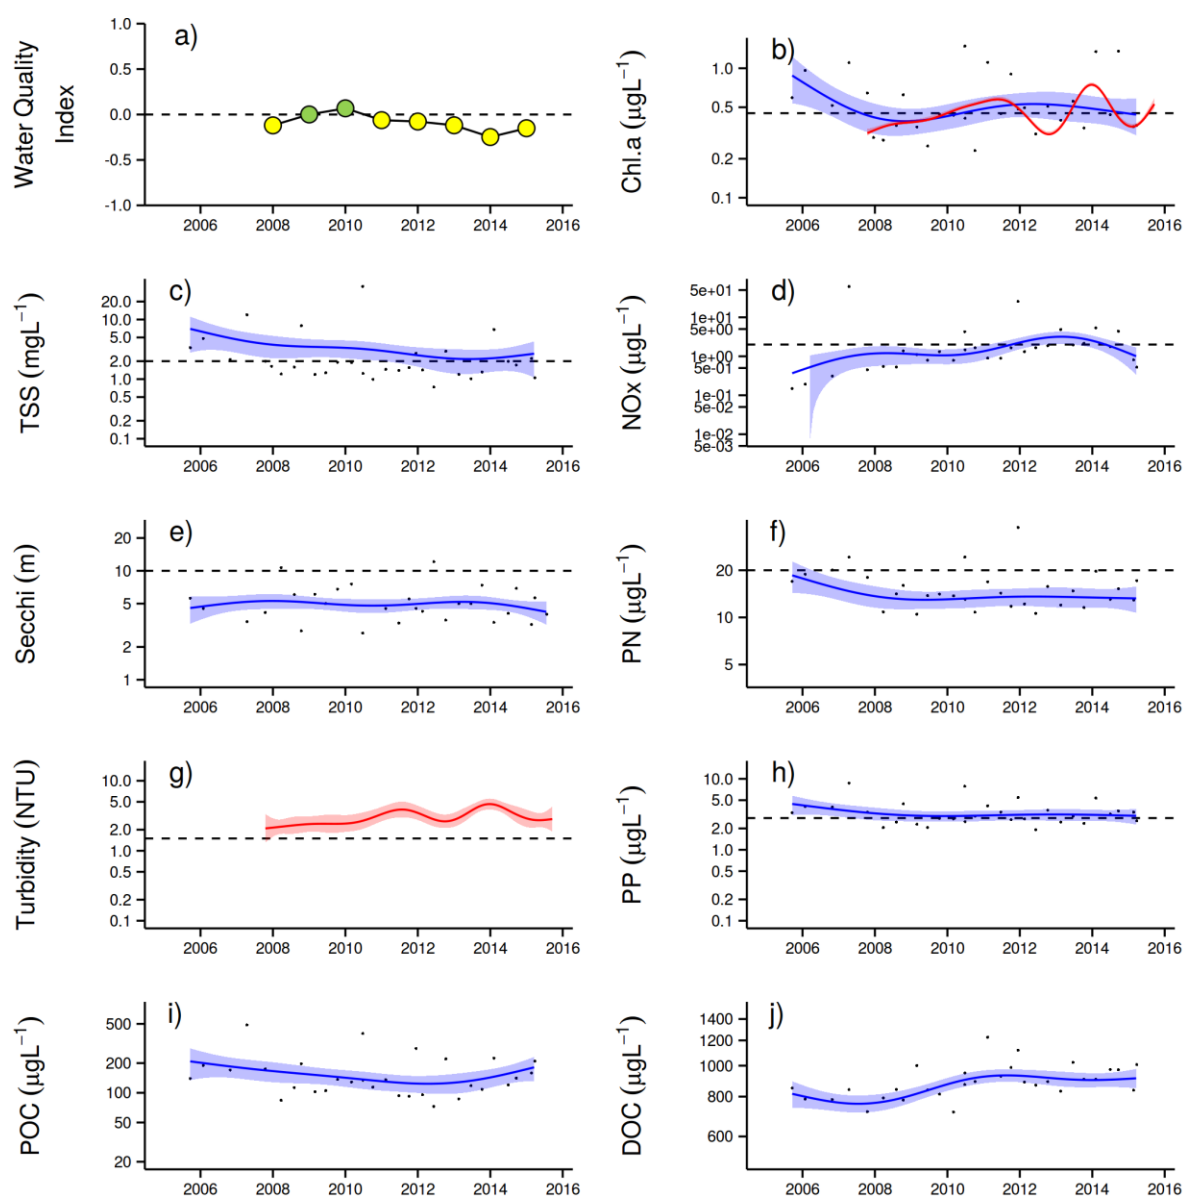 a)
Water Quality
Index
1.0
0.5
0.0
-0.5
-1.0
2006 2008 2010 2012 2014 2016
b)
Chl.a (µgL⁻¹)
1.0
0.5
0.2
0.1
2006 2008 2010 2012 2014 2016
c)
TSS (mgL⁻¹)
20.0
10.0
5.0
2.0
1.0
0.5
0.2
0.1
2006 2008 2010 2012 2014 2016
d)
NOx (µgL⁻¹)
5e+01
1e+01
5e+00
1e+00
5e-01
1e-01
5e-02
1e-02
5e-03
2006 2008 2010 2012 2014 2016
e)
Secchi (m)
20
10
5
2
1
2006 2008 2010 2012 2014 2016
f)
PN (µgL⁻¹)
20
10
5
2006 2008 2010 2012 2014 2016
g)
Turbidity (NTU)
10.0
5.0
2.0
1.0
0.5
0.2
0.1
2006 2008 2010 2012 2014 2016
h)
PP (µgL⁻¹)
10.0
5.0
2.0
1.0
0.5
0.2
0.1
2006 2008 2010 2012 2014 2016
i)
POC (µgL⁻¹)
500
200
100
50
20
2006 2008 2010 2012 2014 2016
j)
DOC (µgL⁻¹)
1400
1200
1000
800
600
2006 2008 2010 2012 2014 2016